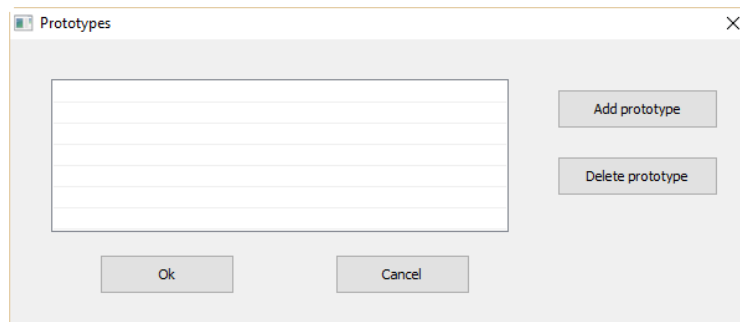 Prototypes
Add prototype
Delete prototype
Ok
Cancel